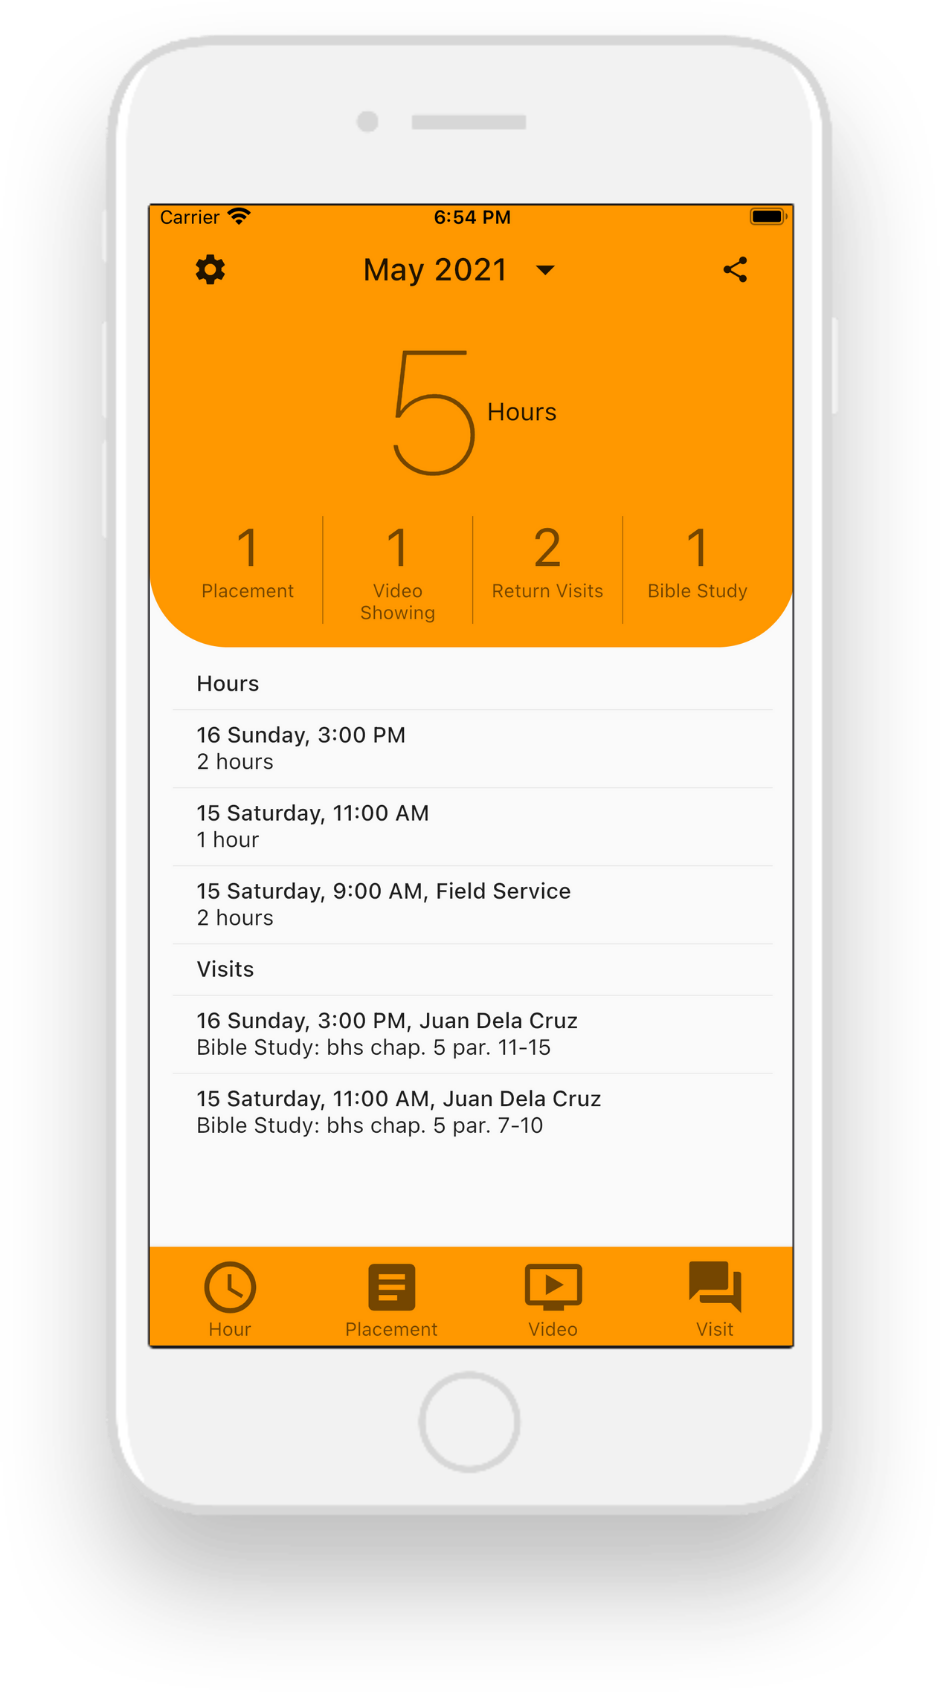 Carrier 6:54 PM
May 2021
5 Hours
1 1 2 1
Placement Video Return Visits Bible Study
Showing
Hours
16 Sunday, 3:00 PM
2 hours
15 Saturday, 11:00 AM
1 hour
15 Saturday, 9:00 AM, Field Service
2 hours
Visits
16 Sunday, 3:00 PM, Juan Dela Cruz
Bible Study: bhs chap. 5 par. 11-15
15 Saturday, 11:00 AM, Juan Dela Cruz
Bible Study: bhs chap. 5 par. 7-10
Hour Placement Video Visit